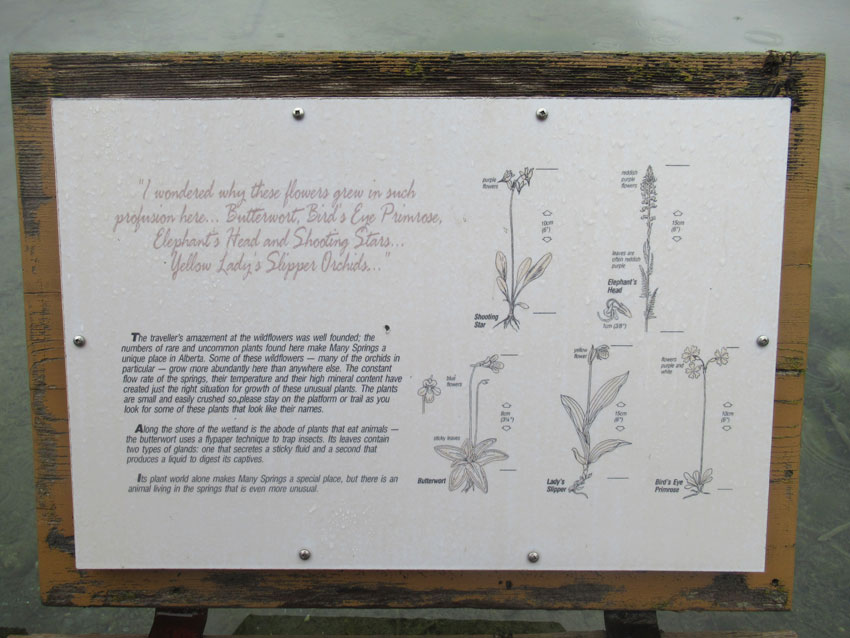 "I wondered why these flowers grew in such
profusion here... Butterwort, Bird's Eye Primrose,
Elephant's Head and Shooting Stars...
Yellow Lady's Slipper Orchids..."
The traveller's amazement at the wildflowers was well founded; the
numbers of rare and uncommon plants found here make Many Springs a
unique place in Alberta. Some of these wildflowers — many of the orchids in
particular — grow more abundantly here than anywhere else. The constant
flow rate of the springs, their temperature and their high mineral content have
created just the right situation for growth of these unusual plants. The plants
are small and easily crushed so please stay on the platform or trail as you
look for some of these plants that look like their names.
Along the shore of the wetland is the abode of plants that eat animals —
the butterwort uses a flypaper technique to trap insects. Its leaves contain
two types of glands: one that secretes a sticky fluid and a second that
produces a liquid to digest its captives.
Its plant world alone makes Many Springs a special place, but there is an
animal living in the springs that is even more unusual.
purple
flowers
10cm
(4")
Shooting
Star
reddish
purple
flowers
15cm
(6")
leaves are
often reddish
purple
Elephant's
Head
1cm (3/8")
blue
flowers
8cm
(3¼")
sticky leaves
Butterwort
yellow
flower
15cm
(6")
Lady's
Slipper
flowers
purple and
white
10cm
Bird's Eye
Primrose